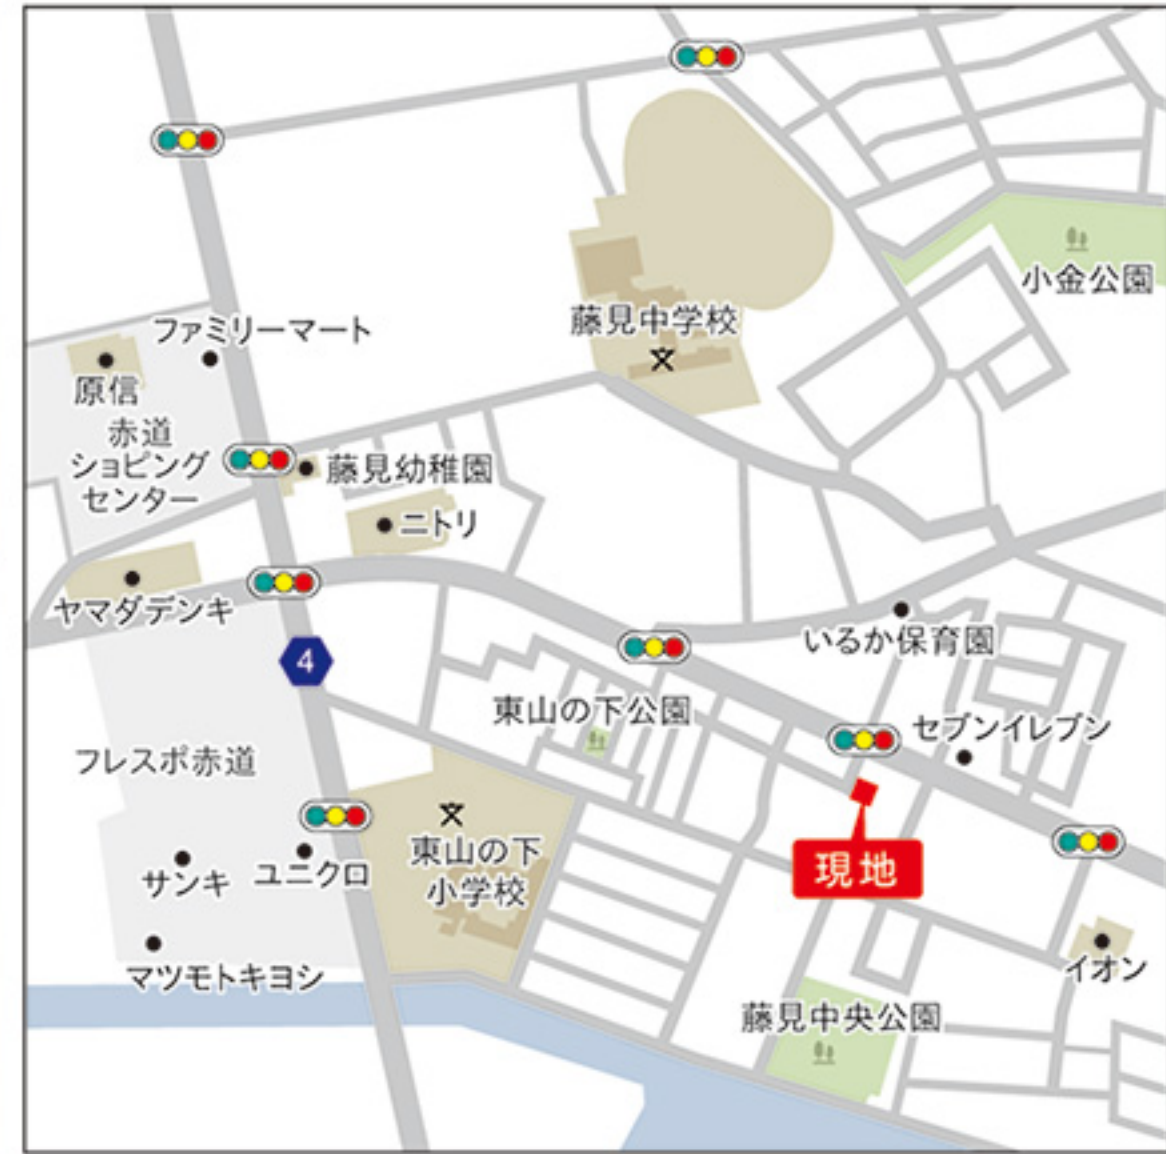 小金公園
藤見中学校
ファミリーマート
原信
赤道
ショピング
センター
藤見幼稚園
ニトリ
ヤマダデンキ
いるか保育園
4
東山の下公園
セブンイレブン
フレスポ赤道
東山の下
小学校
現地
サンキ
ユニクロ
マツモトキヨシ
イオン
藤見中央公園